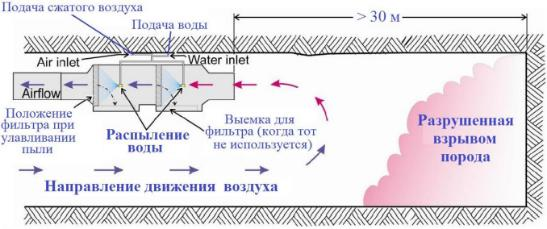 Подача сжатого воздуха
Подача воды
> 30 м
Air inlet
Water inlet
Airflow
Положение
фильтра при
улавливании
пыли
Распыление
воды
Выемка для
фильтра (когда тот
не используется)
Разрушенная
взрывом
порода
Направление движения воздуха